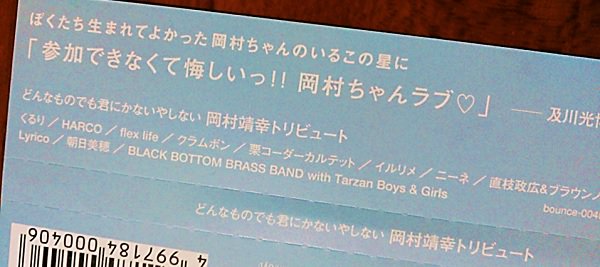 ぼくたち生まれてよかった 岡村ちゃんのいるこの星に
「参加できなくて悔しいっ!! 岡村ちゃんラブ♡」 ── 及川光
どんなものでも君にかないやしない 岡村靖幸トリビュート
くるり / HARCO / flex life / クラムボン / 栗コーダーカルテット / イルリメ / ニーネ / 直枝政広&ブラウンノ
Lyrico / 朝日美穂 / BLACK BOTTOM BRASS BAND with Tarzan Boys & Girls
bounce-004
どんなものでも君にかないやしない 岡村靖幸トリビュート
4 997184 000406